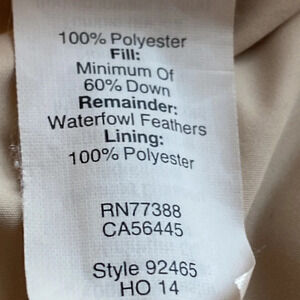 100% Polyester
Fill:
Minimum Of
60% Down
Remainder:
Waterfowl Feathers
Lining:
100% Polyester
RN77388
CA56445
Style 92465
HO 14